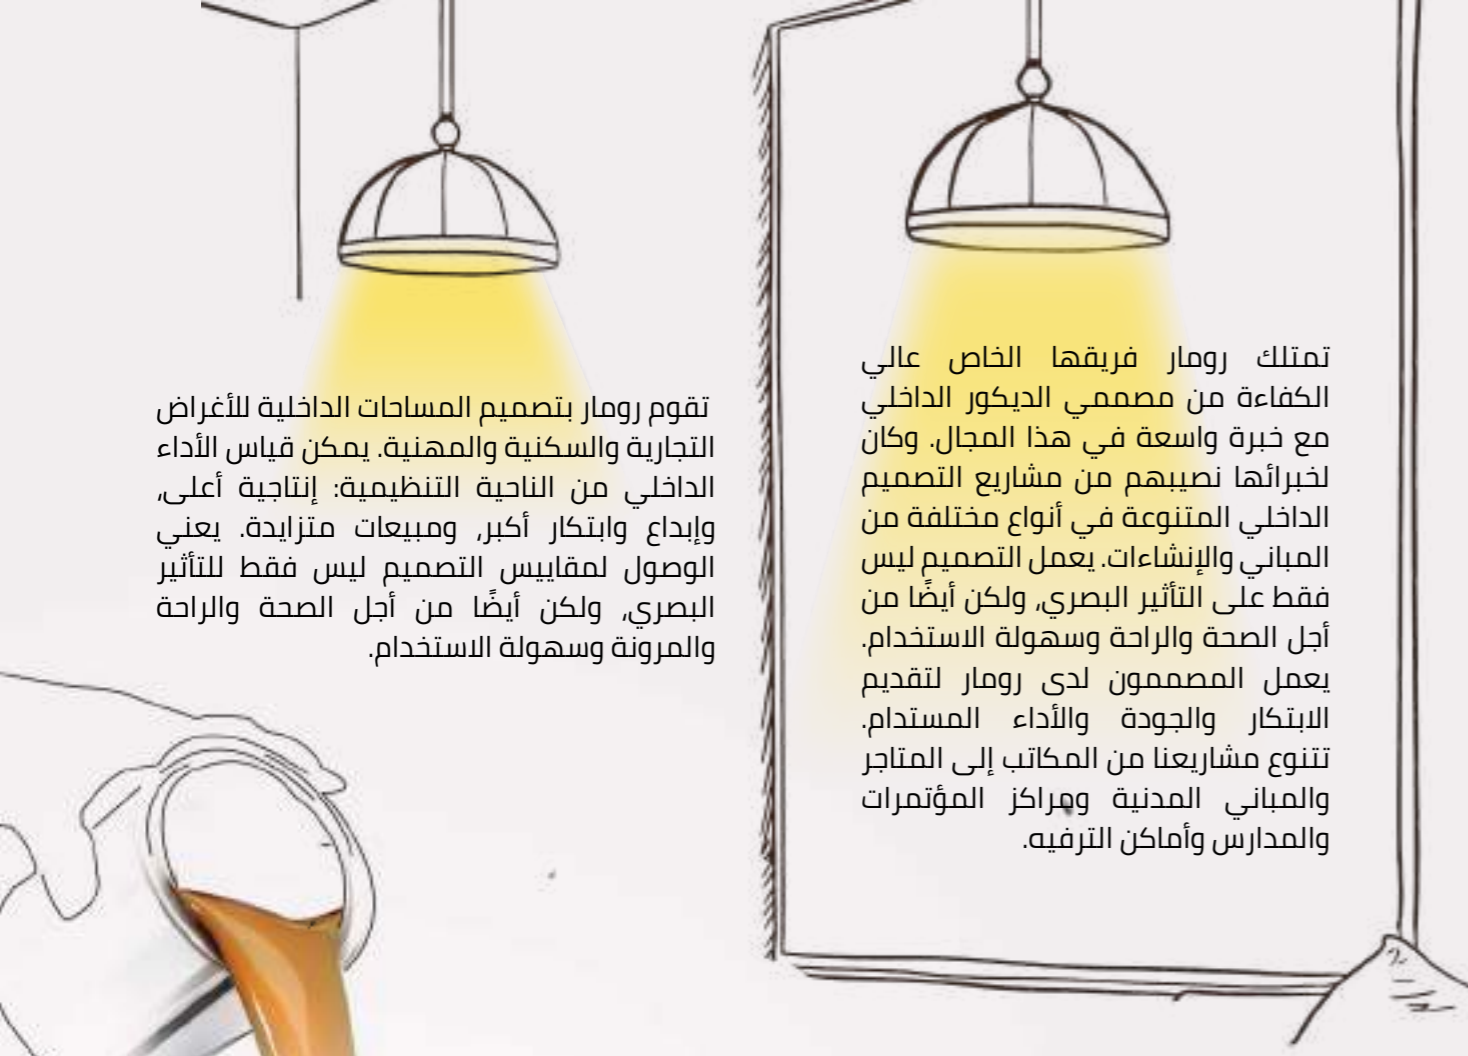 تمتلك رومار فريقها الخاص عالي
الكفاءة من مصممي الديكور الداخلي
مع خبرة واسعة في هذا المجال. وكان
لخبرائها نصيبهم من مشاريع التصميم
الداخلي المتنوعة في أنواع مختلفة من
المباني والإنشاءات. يعمل التصميم ليس
فقط على التأثير البصري، ولكن أيضًا من
أجل الصحة والراحة وسهولة الاستخدام.
يعمل المصممون لدى رومار لتقديم
الابتكار والجودة والأداء المستدام.
تتنوع مشاريعنا من المكاتب إلى المتاجر
والمباني المدنية ومراكز المؤتمرات
والمدارس وأماكن الترفيه.
تقوم رومار بتصميم المساحات الداخلية للأغراض
التجارية والسكنية والمهنية. يمكن قياس الأداء
الداخلي من الناحية التنظيمية: إنتاجية أعلى،
وإبداع وابتكار أكبر، ومبيعات متزايدة. يعني
الوصول لمقاييس التصميم ليس فقط للتأثير
البصري، ولكن أيضًا من أجل الصحة والراحة
والمرونة وسهولة الاستخدام.